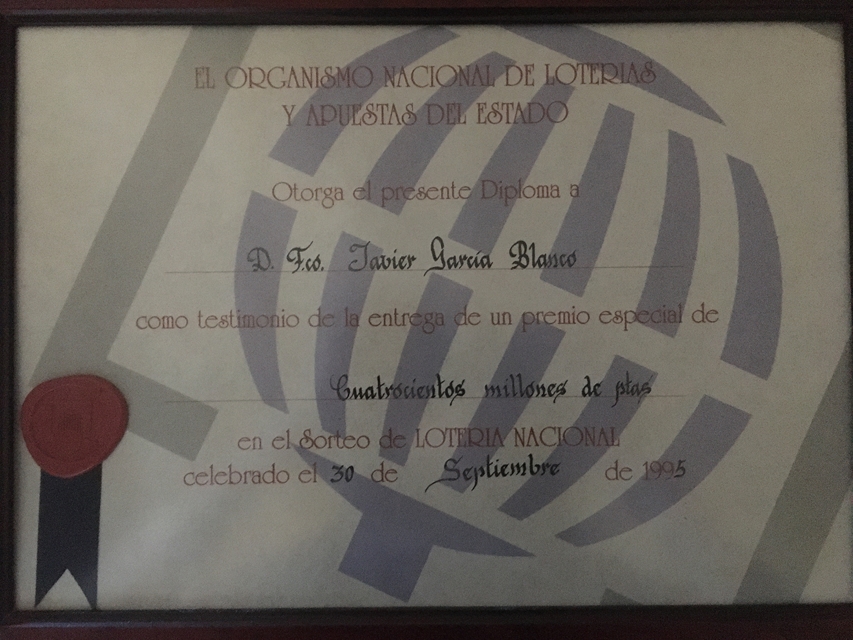 EL ORGANISMO NACIONAL DE LOTERIAS
Y APUESTAS DEL ESTADO
Otorga el presente Diploma a
D. Fco. Javier García Blanco
como testimonio de la entrega de un premio especial de
Cuatrocientos millones de ptas
en el Sorteo de LOTERIA NACIONAL
celebrado el 30 de Septiembre de 1995